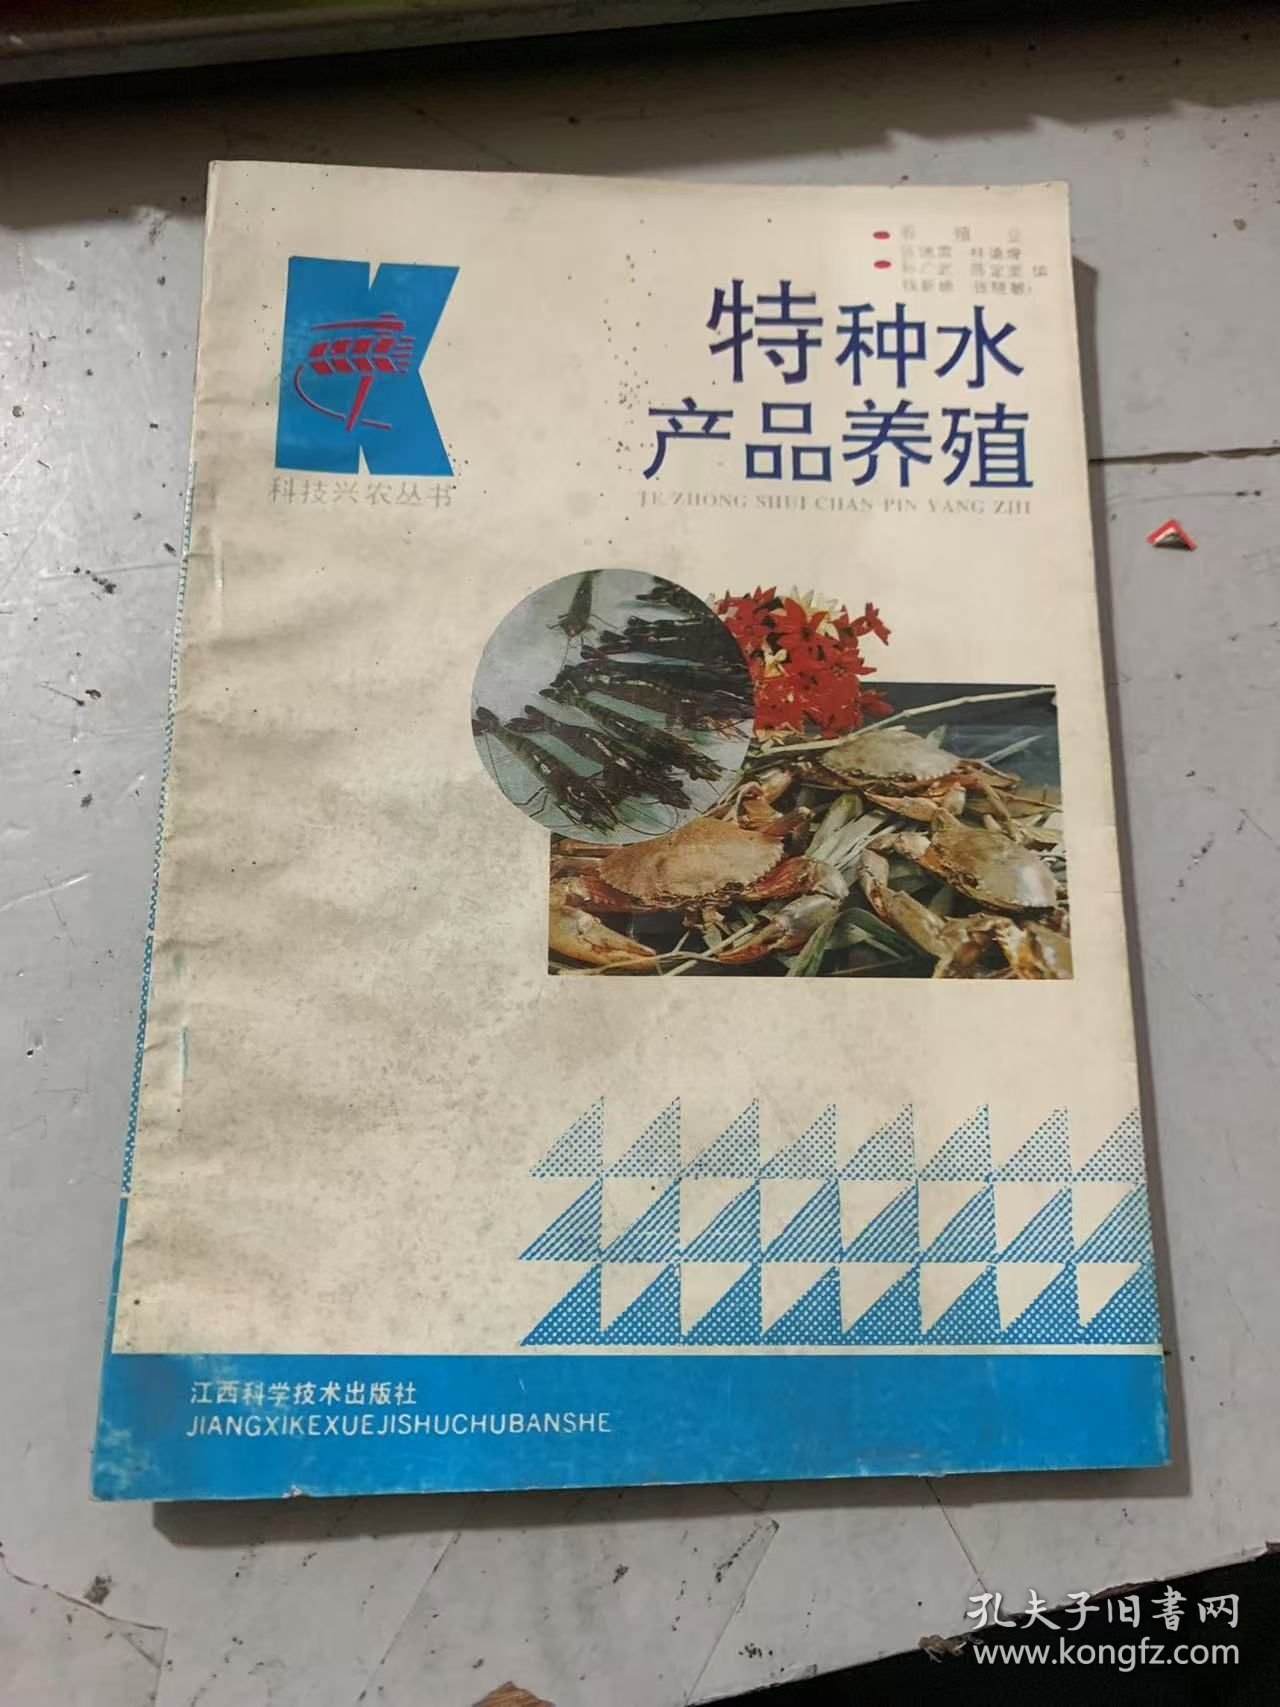 养殖业
特种水
产品养殖
TE ZHONG SHUI CHAN PIN YANG ZHI
科技兴农丛书
江西科学技术出版社
JIANGXIKEXUEJISHUCHUBANSHE
孔夫子旧书网
www.kongfz.com